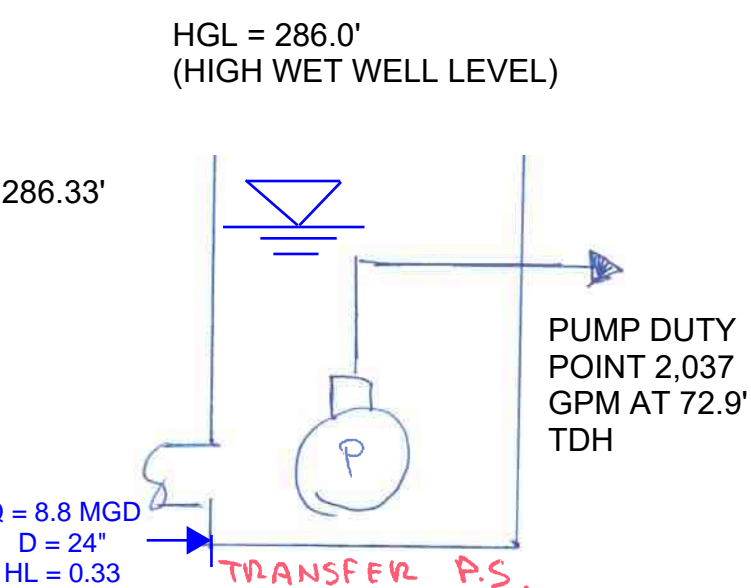 HGL = 286.0'
(HIGH WET WELL LEVEL)
286.33'
PUMP DUTY
POINT 2,037
GPM AT 72.9'
TDH
P
= 8.8 MGD
D = 24"
HL = 0.33
TRANSFER P.S.